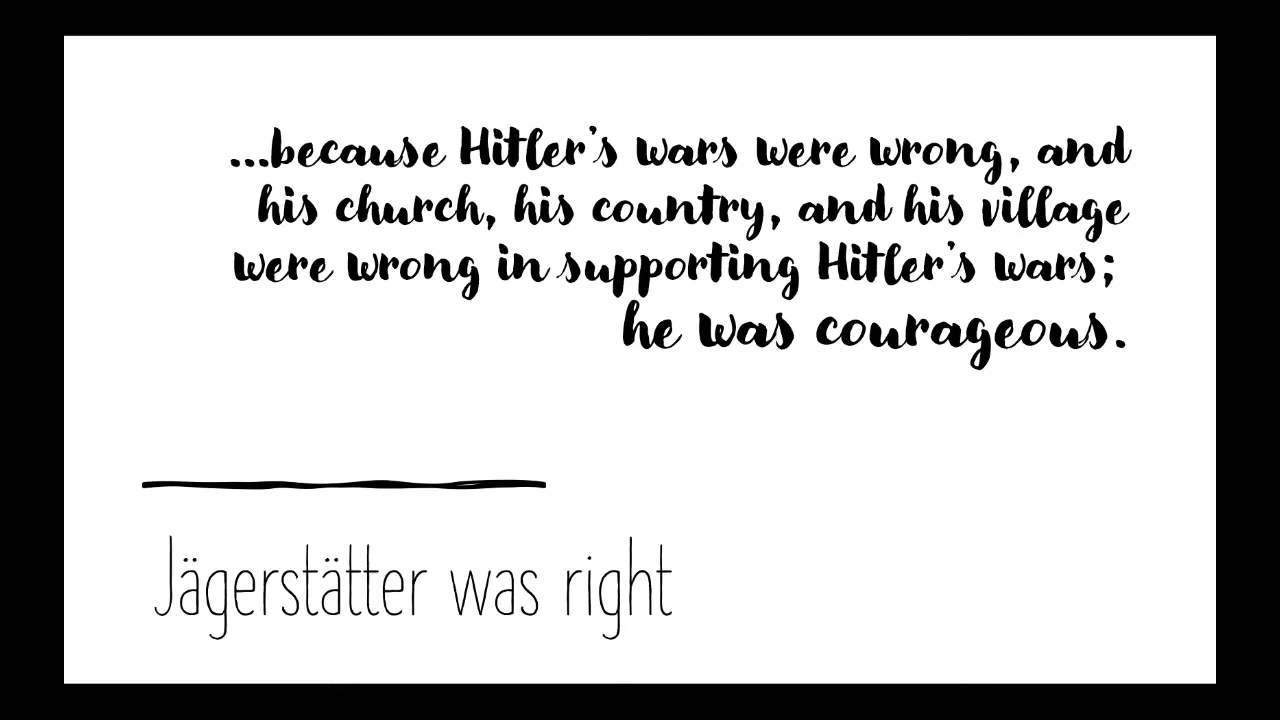 ...because Hitler's wars were wrong, and
his church, his country, and his village
were wrong in supporting Hitler's wars;
he was courageous.
Jägerstätter was right